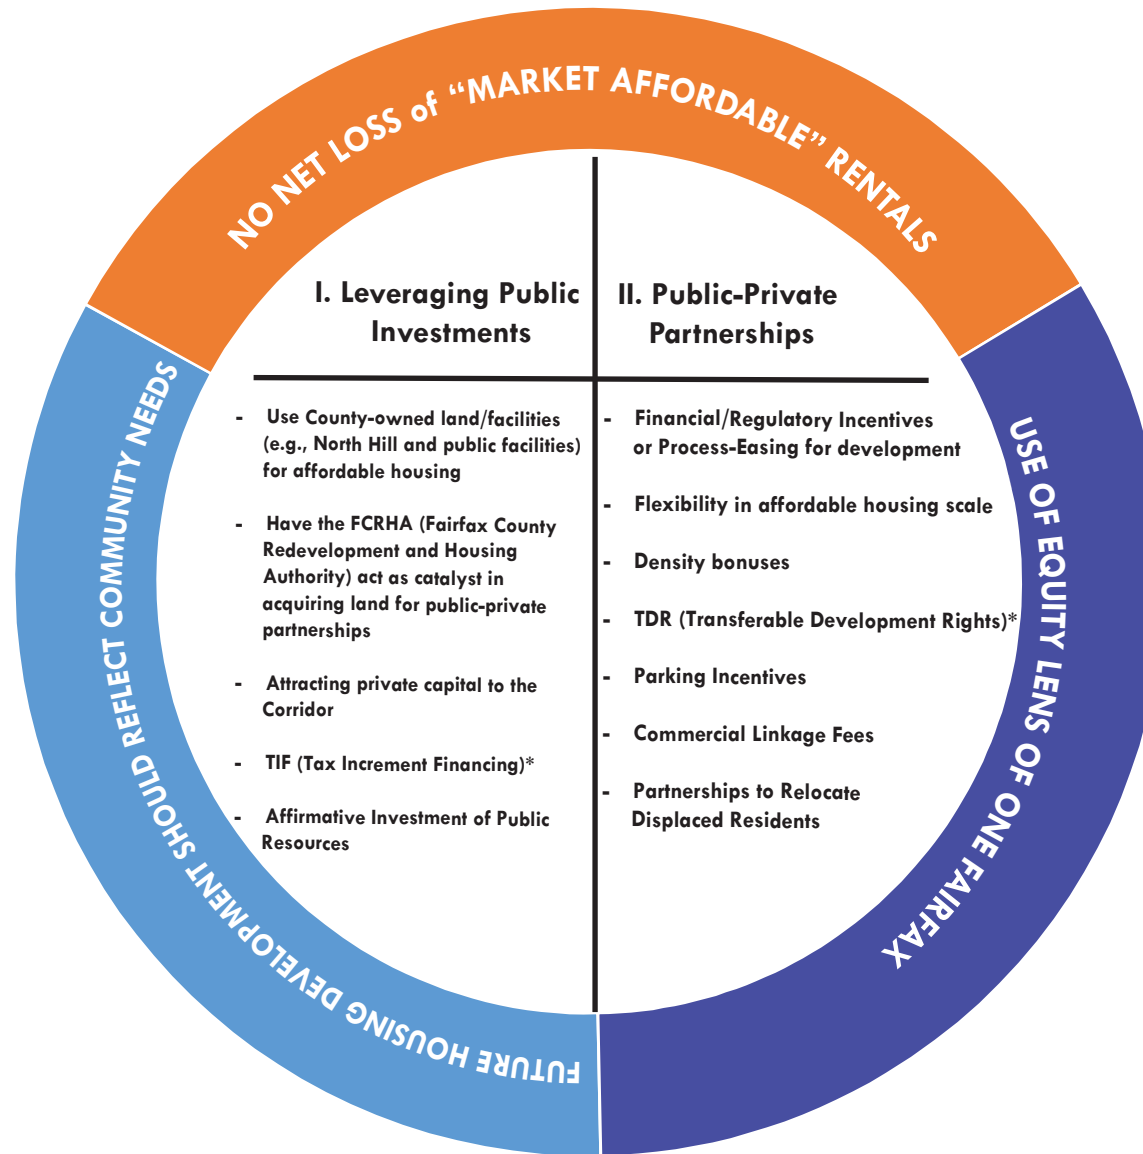 NO NET LOSS of “MARKET AFFORDABLE” RENTALS
USE OF EQUITY LENS OF ONE FAIRFAX
FUTURE HOUSING DEVELOPMENT SHOULD REFLECT COMMUNITY NEEDS
I. Leveraging Public
Investments
- Use County-owned land/facilities
(e.g., North Hill and public facilities)
for affordable housing
- Have the FCRHA (Fairfax County
Redevelopment and Housing
Authority) act as catalyst in
acquiring land for public-private
partnerships
- Attracting private capital to the
Corridor
- TIF (Tax Increment Financing)*
- Affirmative Investment of Public
Resources
II. Public-Private
Partnerships
- Financial/Regulatory Incentives
or Process-Easing for development
- Flexibility in affordable housing scale
- Density bonuses
- TDR (Transferable Development Rights)*
- Parking Incentives
- Commercial Linkage Fees
- Partnerships to Relocate
Displaced Residents